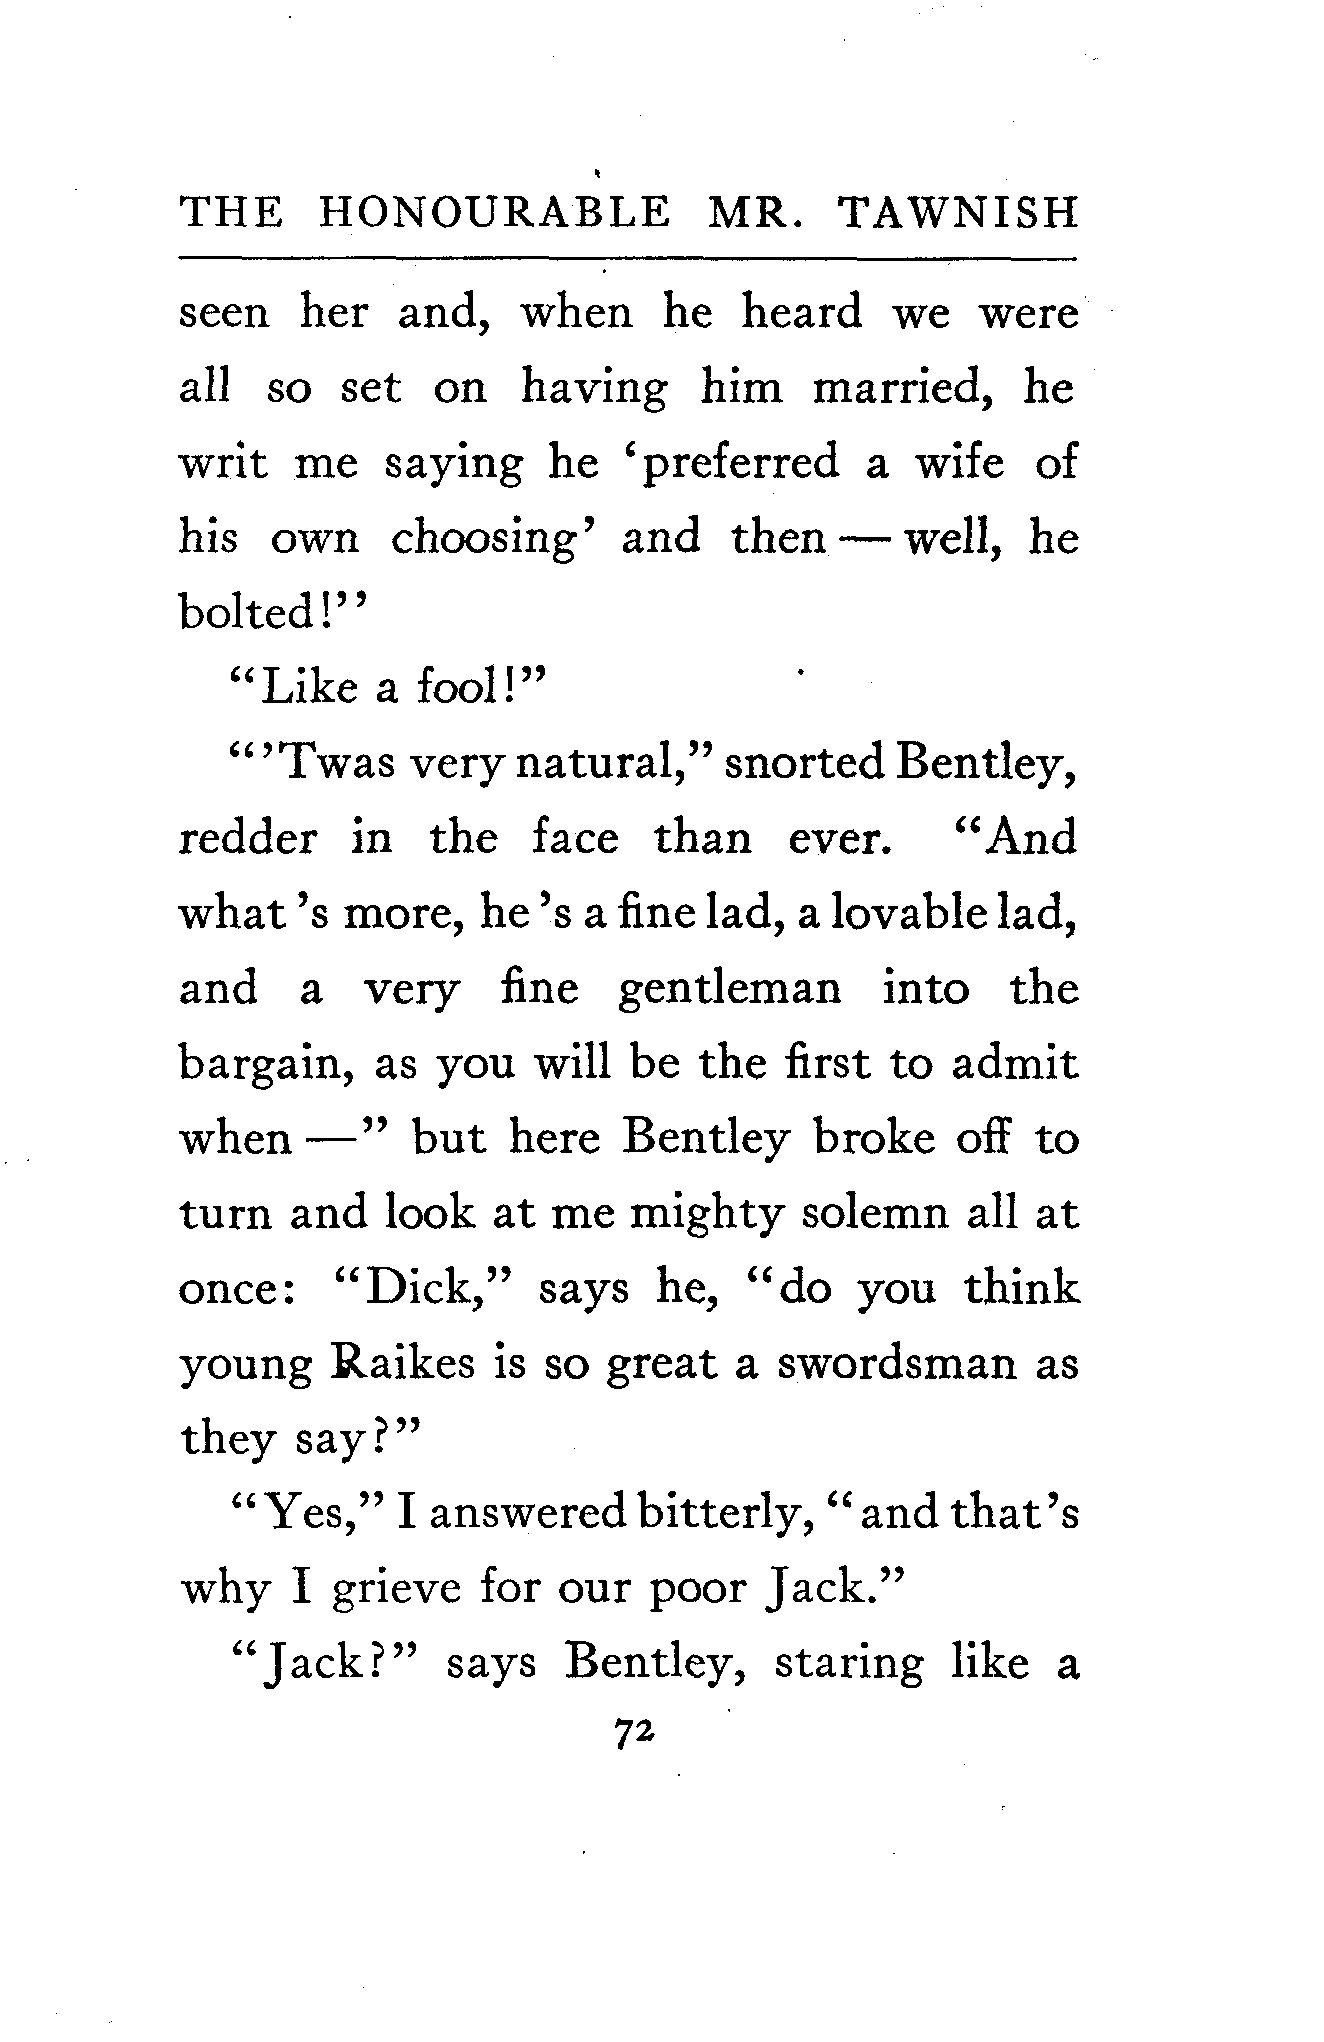 THE HONOURABLE MR. TAWNISH
seen her and, when he heard we were
all so set on having him married, he
writ me saying he ‘preferred a wife of
his own choosing’ and then — well, he
bolted!”
“Like a fool!”
“’Twas very natural,” snorted Bentley,
redder in the face than ever. “And
what ’s more, he ’s a fine lad, a lovable lad,
and a very fine gentleman into the
bargain, as you will be the first to admit
when —” but here Bentley broke off to
turn and look at me mighty solemn all at
once: “Dick,” says he, “do you think
young Raikes is so great a swordsman as
they say?”
“Yes,” I answered bitterly, “and that’s
why I grieve for our poor Jack.”
“Jack?” says Bentley, staring like a
72